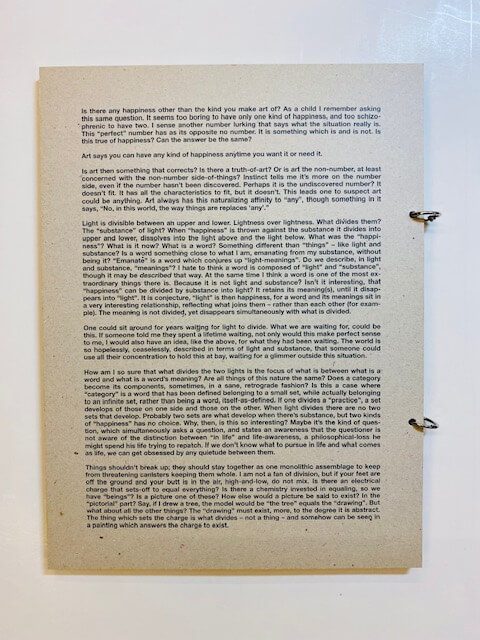 Is there any happiness other than the kind you make art of? As a child I remember asking
this same question. It seems too boring to have only one kind of happiness, and too schizo-
phrenic to have two. I sense another number lurking that says what the situation really is.
This "perfect" number has as its opposite no number. It is something which is and is not. Is
this true of happiness? Can the answer be the same?
Art says you can have any kind of happiness anytime you want it or need it.
Is art then something that corrects? Is there a truth-of-art? Or is art the non-number, at least
concerned with the non-number side-of-things? Instinct tells me it's more on the number
side, even if the number hasn't been discovered. Perhaps it is the undiscovered number? It
doesn't fit. It has all the characteristics to fit, but it doesn't. This leads one to suspect art
could be anything. Art always has this naturalizing affinity to "any", though something in it
says, "No, in this world, the way things are replaces 'any'."
Light is divisible between an upper and lower. Lightness over lightness. What divides them?
The "substance" of light? When "happiness" is thrown against the substance it divides into
upper and lower, dissolves into the light above and the light below. What was the "happi-
ness"? What is it now? What is a word? Something different than "things" – like light and
substance? Is a word something close to what I am, emanating from my substance, without
being it? "Emanate" is a word which conjures up "light-meanings". Do we describe, in light
and substance, "meanings"? I hate to think a word is composed of "light" and "substance",
though it may be described that way. At the same time I think a word is one of the most ex-
traordinary things there is. Because it is not light and substance? Isn't it interesting, that
"happiness" can be divided by substance into light? It retains its meaning(s), until it disap-
pears into "light". It is conjecture, "light" is then happiness, for a word and its meanings sit in
a very interesting relationship, reflecting what joins them – rather than each other (for exam-
ple). The meaning is not divided, yet disappears simultaneously with what is divided.
One could sit around for years waiting for light to divide. What we are waiting for, could be
this. If someone told me they spent a lifetime waiting, not only would this make perfect sense
to me, I would also have an idea, like the above, for what they had been waiting. The world is
so hopelessly, ceaselessly, described in terms of light and substance, that someone could
use all their concentration to hold this at bay, waiting for a glimmer outside this situation.
How am I so sure that what divides the two lights is the focus of what is between what is a
word and what is a word's meaning? Are all things of this nature the same? Does a category
become its components, sometimes, in a sane, retrograde fashion? Is this a case where
"category" is a word that has been defined belonging to a small set, while actually belonging
to an infinite set, rather than being a word, itself-as-defined. If one divides a "practice", a set
develops of those on one side and those on the other. When light divides there are no two
sets that develop. Probably two sets are what develop when there's substance, but two kinds
of "happiness" has no choice. Why, then, is this so interesting? Maybe it's the kind of ques-
tion, which simultaneously asks a question, and states an awareness that the questioner is
not aware of the distinction between "in life" and life-awareness, a philosophical-loss he
might spend his life trying to repatch. If we don't know what to pursue in life and what comes
as life, we can get obsessed by any quietude between them.
Things shouldn't break up; they should stay together as one monolithic assemblage to keep
from threatening canisters keeping them whole. I am not a fan of division, but if your feet are
off the ground and your butt is in the air, high-and-low, do not mix. Is there an electrical
charge that sets-off to equal everything? Is there a chemistry invested in equaling, so we
have "beings"? Is a picture one of these? How else would a picture be said to exist? In the
"pictorial" part? Say, if I drew a tree, the model would be "the tree" equals the "drawing". But
what about all the other things? The "drawing" must exist, more, to the degree it is abstract.
The thing which sets the charge is what divides – not a thing – and somehow can be seen in
a painting which answers the charge to exist.